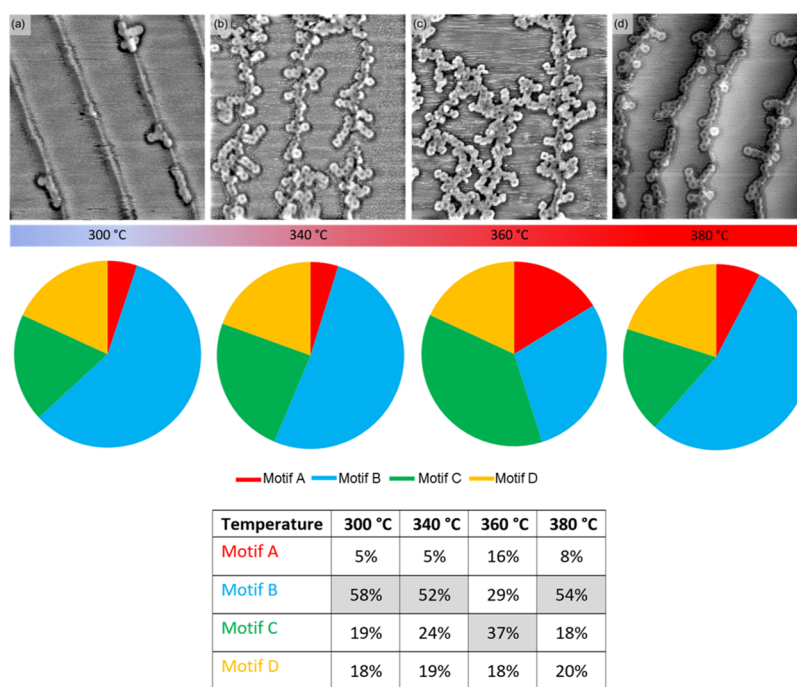 (a) (b) (c) (d)
300 °C 340 °C 360 °C 380 °C
Motif A Motif B Motif C Motif D
Temperature 300 °C 340 °C 360 °C 380 °C
Motif A 5% 5% 16% 8%
Motif B 58% 52% 29% 54%
Motif C 19% 24% 37% 18%
Motif D 18% 19% 18% 20%